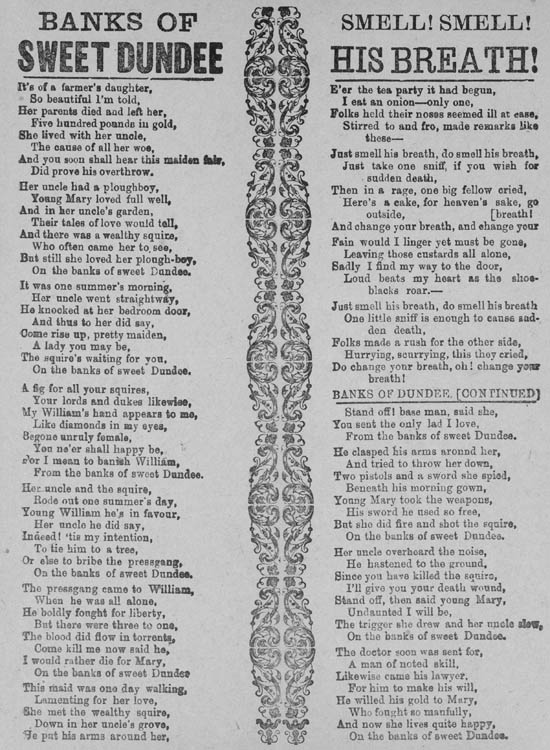 BANKS OF
SWEET DUNDEE
It's of a farmer's daughter,
So beautiful I'm told,
Her parents died and left her,
Five hundred pounds in gold,
She lived with her uncle,
The cause of all her woe,
And you soon shall hear this maiden fair,
Did prove his overthrow.
Her uncle had a ploughboy,
Young Mary loved full well,
And in her uncle's garden,
Their tales of love would tell,
And there was a wealthy squire,
Who often came her to see,
But still she loved her plough-boy,
On the banks of sweet Dundee.
It was one summer's morning,
Her uncle went straightway,
He knocked at her bedroom door,
And thus to her did say,
Come rise up, pretty maiden,
A lady you may be,
The squire's waiting for you,
On the banks of sweet Dundee.
A fig for all your squires,
Your lords and dukes likewise,
My William's hand appears to me,
Like diamonds in my eyes,
Begone unruly female,
You ne'er shall happy be,
For I mean to banish William,
From the banks of sweet Dundee.
Her uncle and the squire,
Rode out one summer's day,
Young William he's in favour,
Her uncle he did say,
Indeed! 'tis my intention,
To tie him to a tree,
Or else to bribe the pressgang,
On the banks of sweet Dundee.
The pressgang came to William,
When he was all alone,
He boldly fought for liberty,
But there were three to one,
The blood did flow in torrents,
Come kill me now said he,
I would rather die for Mary,
On the banks of sweet Dundee
This maid was one day walking,
Lamenting for her love,
She met the wealthy squire,
Down in her uncle's grove,
He put his arms around her,
SMELL! SMELL!
HIS BREATH!
E'er the tea party it had begun,
I eat an onion—only one,
Folks held their noses seemed ill at ease,
Stirred to and fro, made remarks like
these—
Just smell his breath, do smell his breath,
Just take one sniff, if you wish for
sudden death,
Then in a rage, one big fellow cried,
Here's a cake, for heaven's sake, go
outside, [breath!
And change your breath, and change your
Fain would I linger yet must be gone,
Leaving those custards all alone,
Sadly I find my way to the door,
Loud beats my heart as the shoe-
blacks roar.—
Just smell his breath, do smell his breath
One little sniff is enough to cause sud-
den death,
Folks made a rush for the other side,
Hurrying, scurrying, this they cried,
Do change your breath, oh! change your
breath!
BANKS OF DUNDEE, [CONTINUED]
Stand off! base man, said she,
You sent the only lad I love,
From the banks of sweet Dundee.
He clasped his arms around her,
And tried to throw her down,
Two pistols and a sword she spied,
Beneath his morning gown,
Young Mary took the weapons,
His sword he used so free,
But she did fire and shot the squire,
On the banks of sweet Dundee.
Her uncle overheard the noise,
He hastened to the ground,
Since you have killed the squire,
I'll give you your death wound,
Stand off, then said young Mary,
Undaunted I will be,
The trigger she drew and her uncle slew,
On the banks of sweet Dundee.
The doctor soon was sent for,
A man of noted skill,
Likewise came his lawyer,
For him to make his will,
He willed his gold to Mary,
Who fought so manfully,
And now she lives quite happy,
On the banks of sweet Dundee.